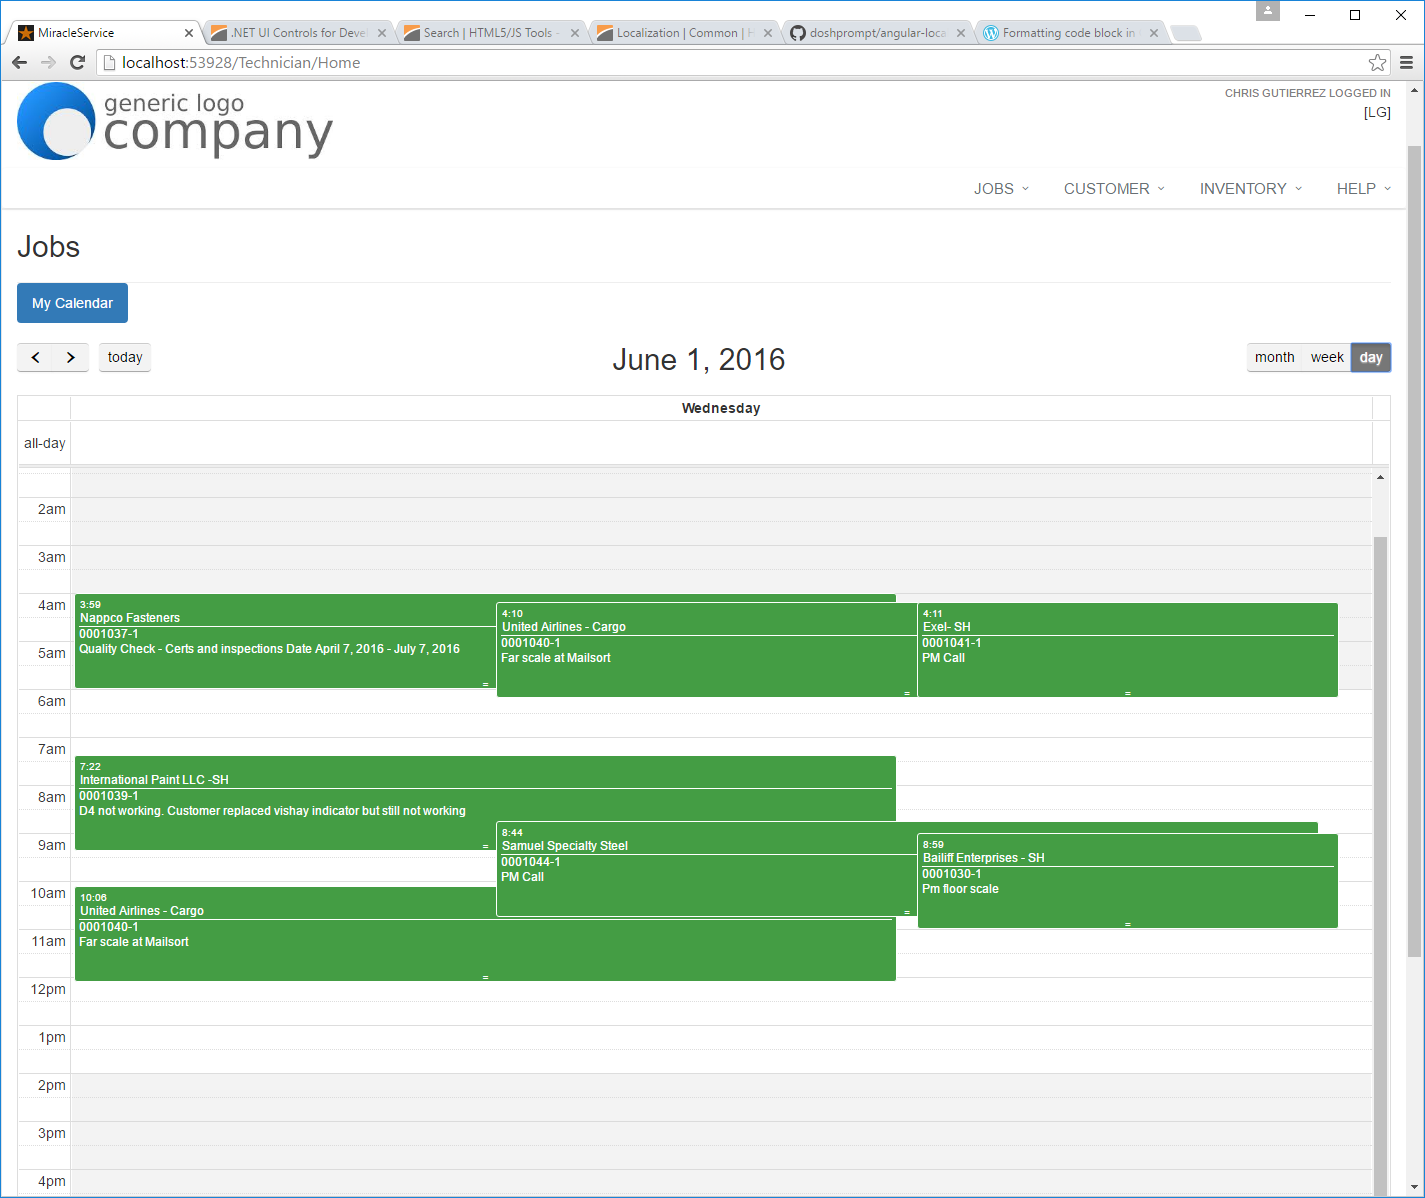 MiracleService
.NET UI Controls for Devel
Search | HTML5/JS Tools -
Localization | Common | H
doshprompt/angular-loca
Formatting code block in
localhost:53928/Technician/Home
generic logo
company
CHRIS GUTIERREZ LOGGED IN
[LG]
JOBS
CUSTOMER
INVENTORY
HELP
Jobs
My Calendar
today
June 1, 2016
month
week
day
Wednesday
all-day
2am
3am
4am
3:59
Nappco Fasteners
0001037-1
Quality Check - Certs and inspections Date April 7, 2016 - July 7, 2016
=
4:10
United Airlines - Cargo
0001040-1
Far scale at Mailsort
=
4:11
Exel- SH
0001041-1
PM Call
=
5am
6am
7am
7:22
International Paint LLC -SH
0001039-1
D4 not working. Customer replaced vishay indicator but still not working
=
8am
8:44
Samuel Specialty Steel
0001044-1
PM Call
=
8:59
Bailiff Enterprises - SH
0001030-1
Pm floor scale
=
9am
10am
10:06
United Airlines - Cargo
0001040-1
Far scale at Mailsort
=
11am
12pm
1pm
2pm
3pm
4pm